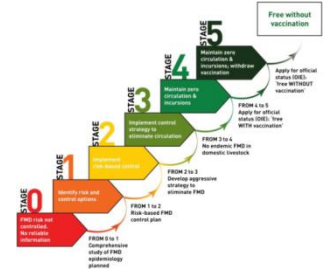 Free without
vaccination
STAGE 5
Maintain zero
circulation &
incursions; withdraw
vaccination
Apply for official
status (OIE):
'free WITHOUT
vaccination'
STAGE 4
Maintain zero
circulation &
incursions
FROM 4 to 5
Apply for official
status (OIE): 'free
WITH vaccination'
STAGE 3
Implement control
strategy to
eliminate circulation
FROM 3 to 4
No endemic FMD in
domestic livestock
STAGE 2
Implement
risk-based control
FROM 2 to 3
Develop aggressive
strategy to
eliminate FMD
STAGE 1
Identify risk and
control options
FROM 1 to 2
Risk-based FMD
control plan
STAGE 0
FMD risk not
controlled.
No reliable
information
FROM 0 to 1
Comprehensive
study of FMD
epidemiology
planned